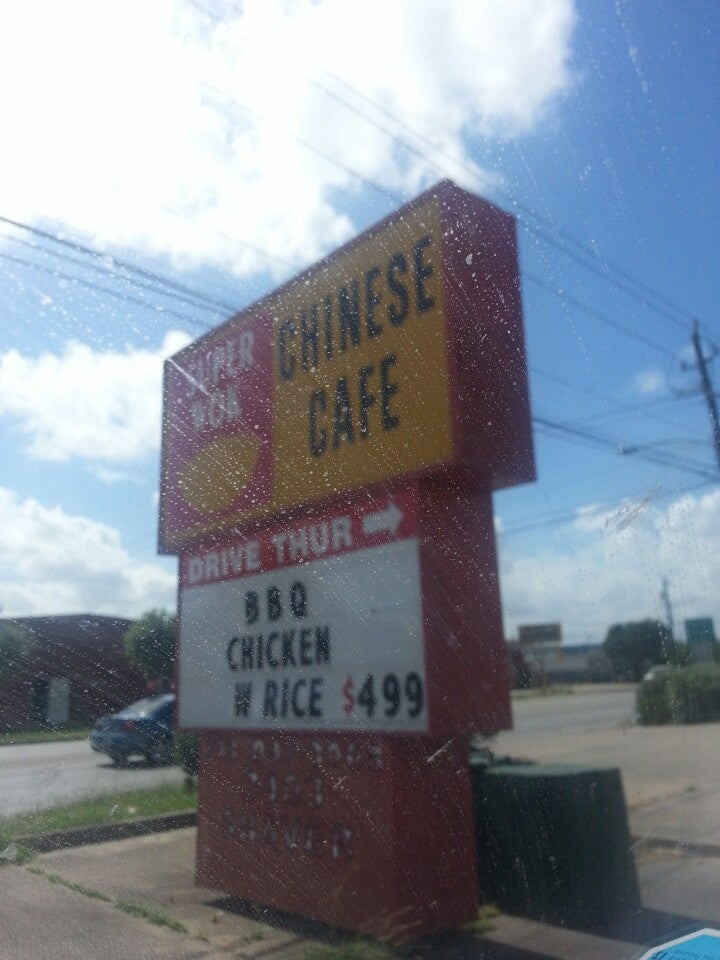 SUPER
WOK
CHINESE
CAFE
DRIVE THUR
BBQ
CHICKEN
W RICE $499